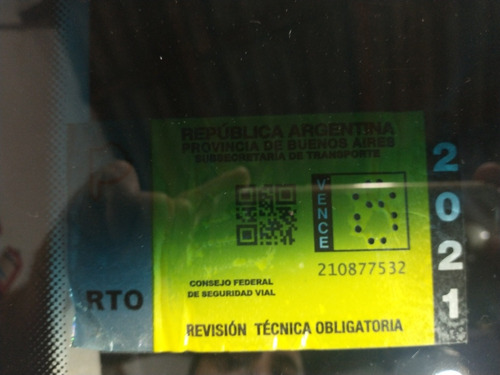 REPÚBLICA ARGENTINA
PROVINCIA DE BUENOS AIRES
SUBSECRETARÍA DE TRANSPORTE
VENCE
2021
210877532
CONSEJO FEDERAL
DE SEGURIDAD VIAL
RTO
REVISIÓN TÉCNICA OBLIGATORIA